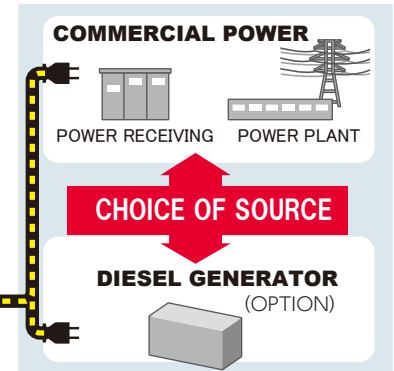 COMMERCIAL POWER
POWER RECEIVING
POWER PLANT
CHOICE OF SOURCE
DIESEL GENERATOR
(OPTION)